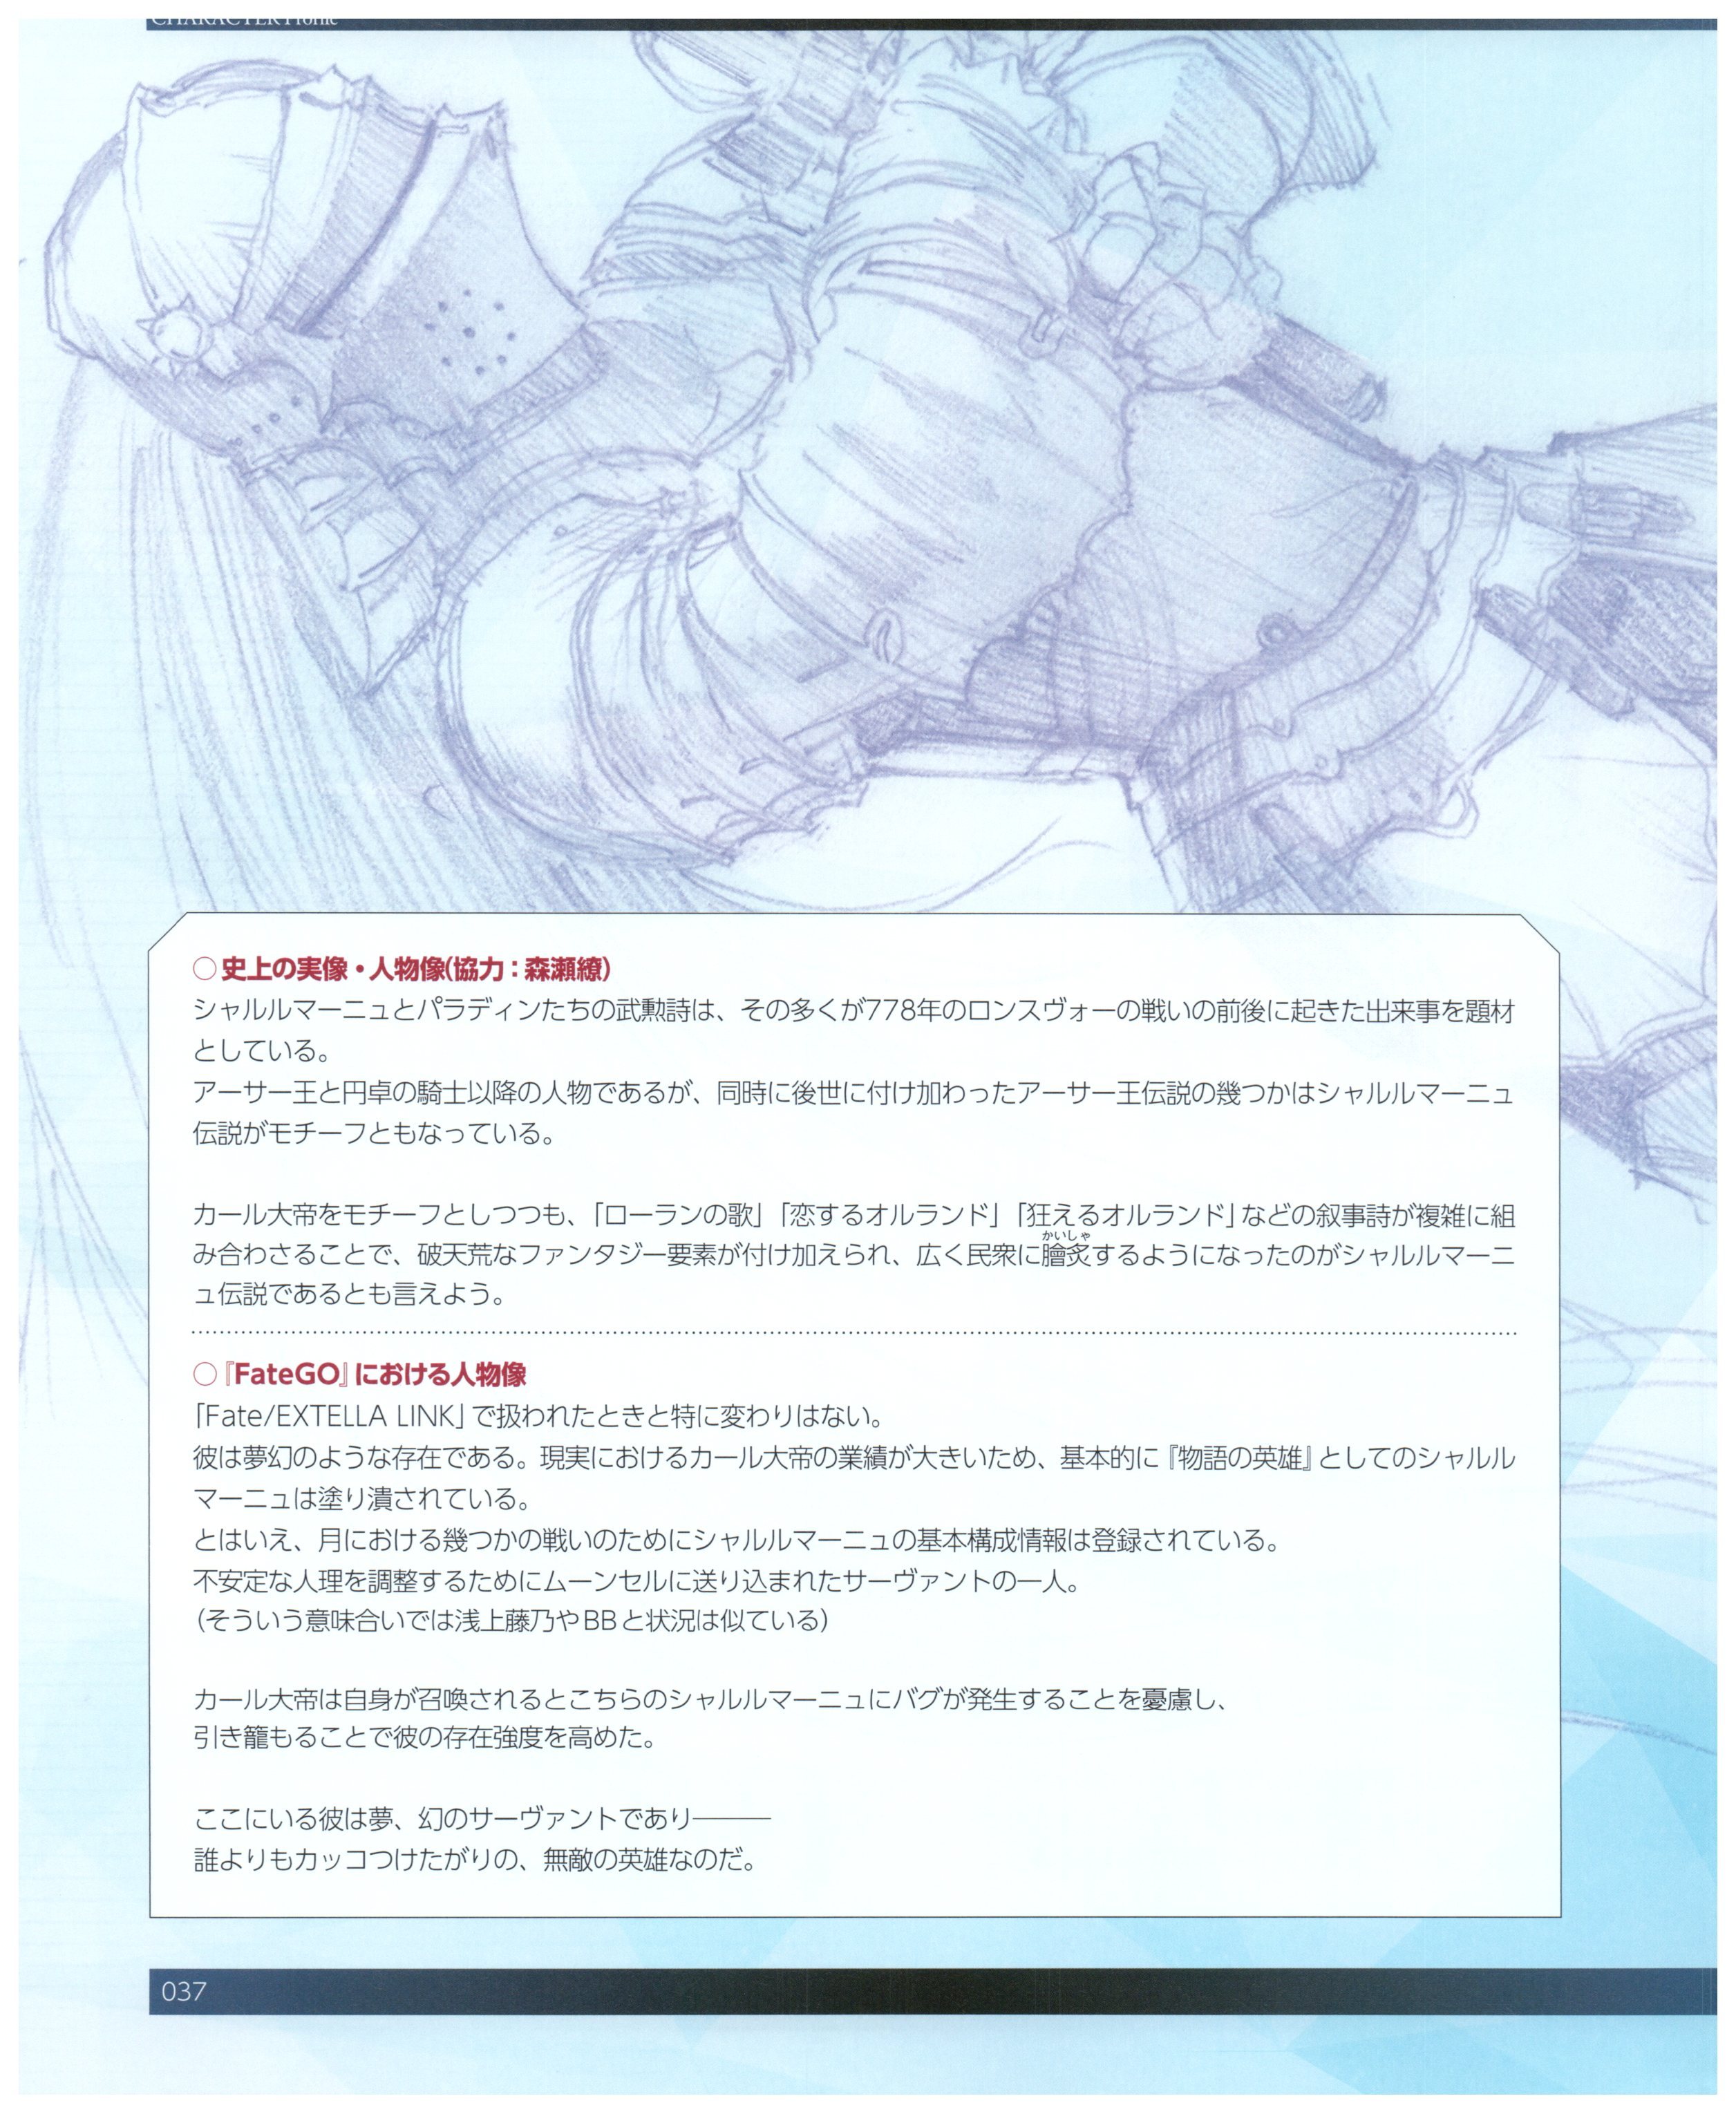 CHARACTER Profile
○史上の実像・人物像(協力：森瀬繚)
シャルルマーニュとパラディンたちの武勲詩は、その多くが778年のロンスヴォーの戦いの前後に起きた出来事を題材
としている。
アーサー王と円卓の騎士以降の人物であるが、同時に後世に付け加わったアーサー王伝説の幾つかはシャルルマーニュ
伝説がモチーフともなっている。
カール大帝をモチーフとしつつも、「ローランの歌」「恋するオルランド」「狂えるオルランド」などの叙事詩が複雑に組
かいしゃ
み合わさることで、破天荒なファンタジー要素が付け加えられ、広く民衆に膾炙するようになったのがシャルルマーニ
ュ伝説であるとも言えよう。
○『FateGO』における人物像
「Fate/EXTELLA LINK」で扱われたときと特に変わりはない。
彼は夢幻のような存在である。現実におけるカール大帝の業績が大きいため、基本的に『物語の英雄』としてのシャルル
マーニュは塗り潰されている。
とはいえ、月における幾つかの戦いのためにシャルルマーニュの基本構成情報は登録されている。
不安定な人理を調整するためにムーンセルに送り込まれたサーヴァントの一人。
（そういう意味合いでは浅上藤乃やBBと状況は似ている）
カール大帝は自身が召喚されるとこちらのシャルルマーニュにバグが発生することを憂慮し、
引き籠もることで彼の存在強度を高めた。
ここにいる彼は夢、幻のサーヴァントであり―――
誰よりもカッコつけたがりの、無敵の英雄なのだ。
037